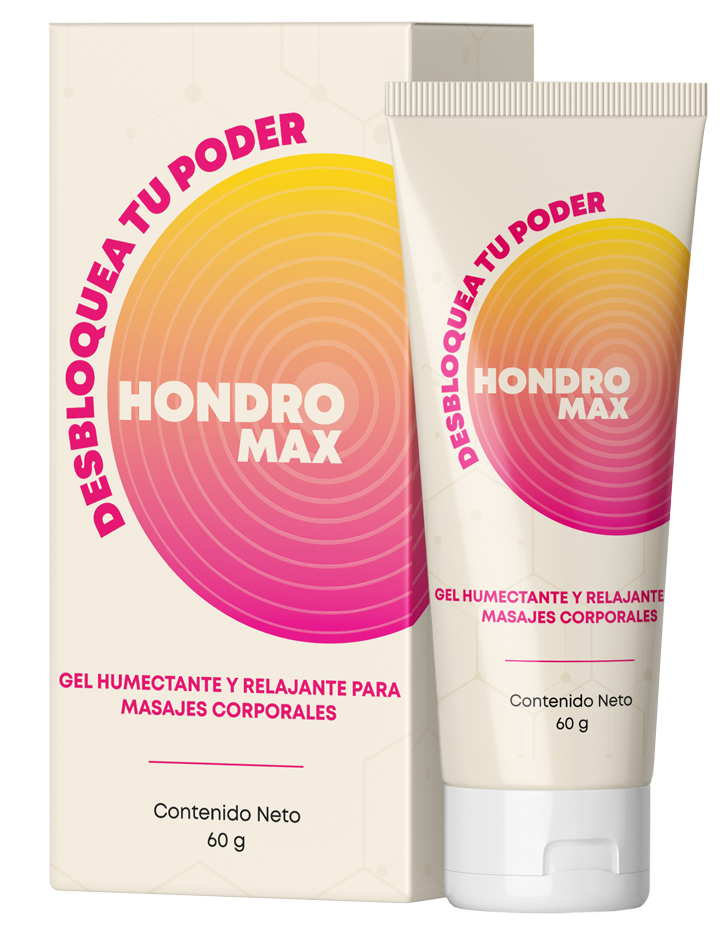 DESBLOQUEA TU PODER
HONDRO
MAX
GEL HUMECTANTE Y RELAJANTE PARA
MASAJES CORPORALES
Contenido Neto
60 g
DESBLOQUEA TU PODER
HONDRO
MAX
GEL HUMECTANTE Y RELAJANTE
MASAJES CORPORALES
Contenido Neto
60 g